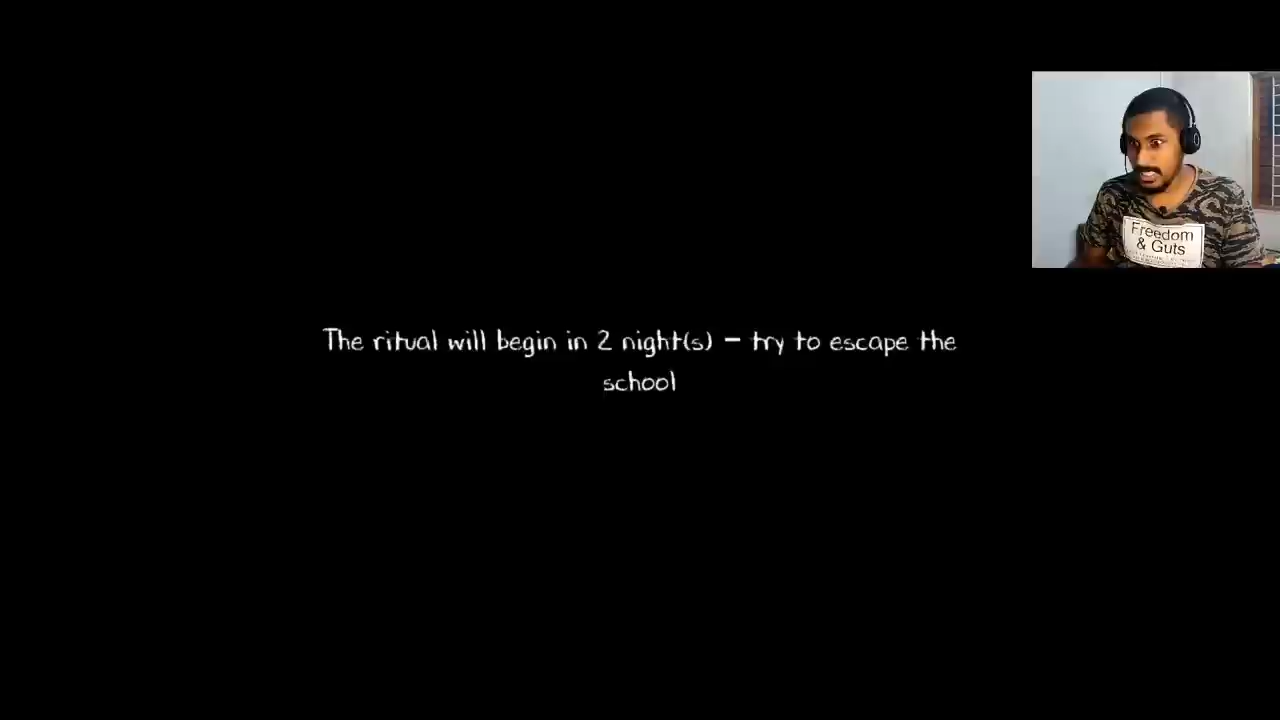 The ritual will begin in 2 night(s) - try to escape the
school
Freedom
& Guts